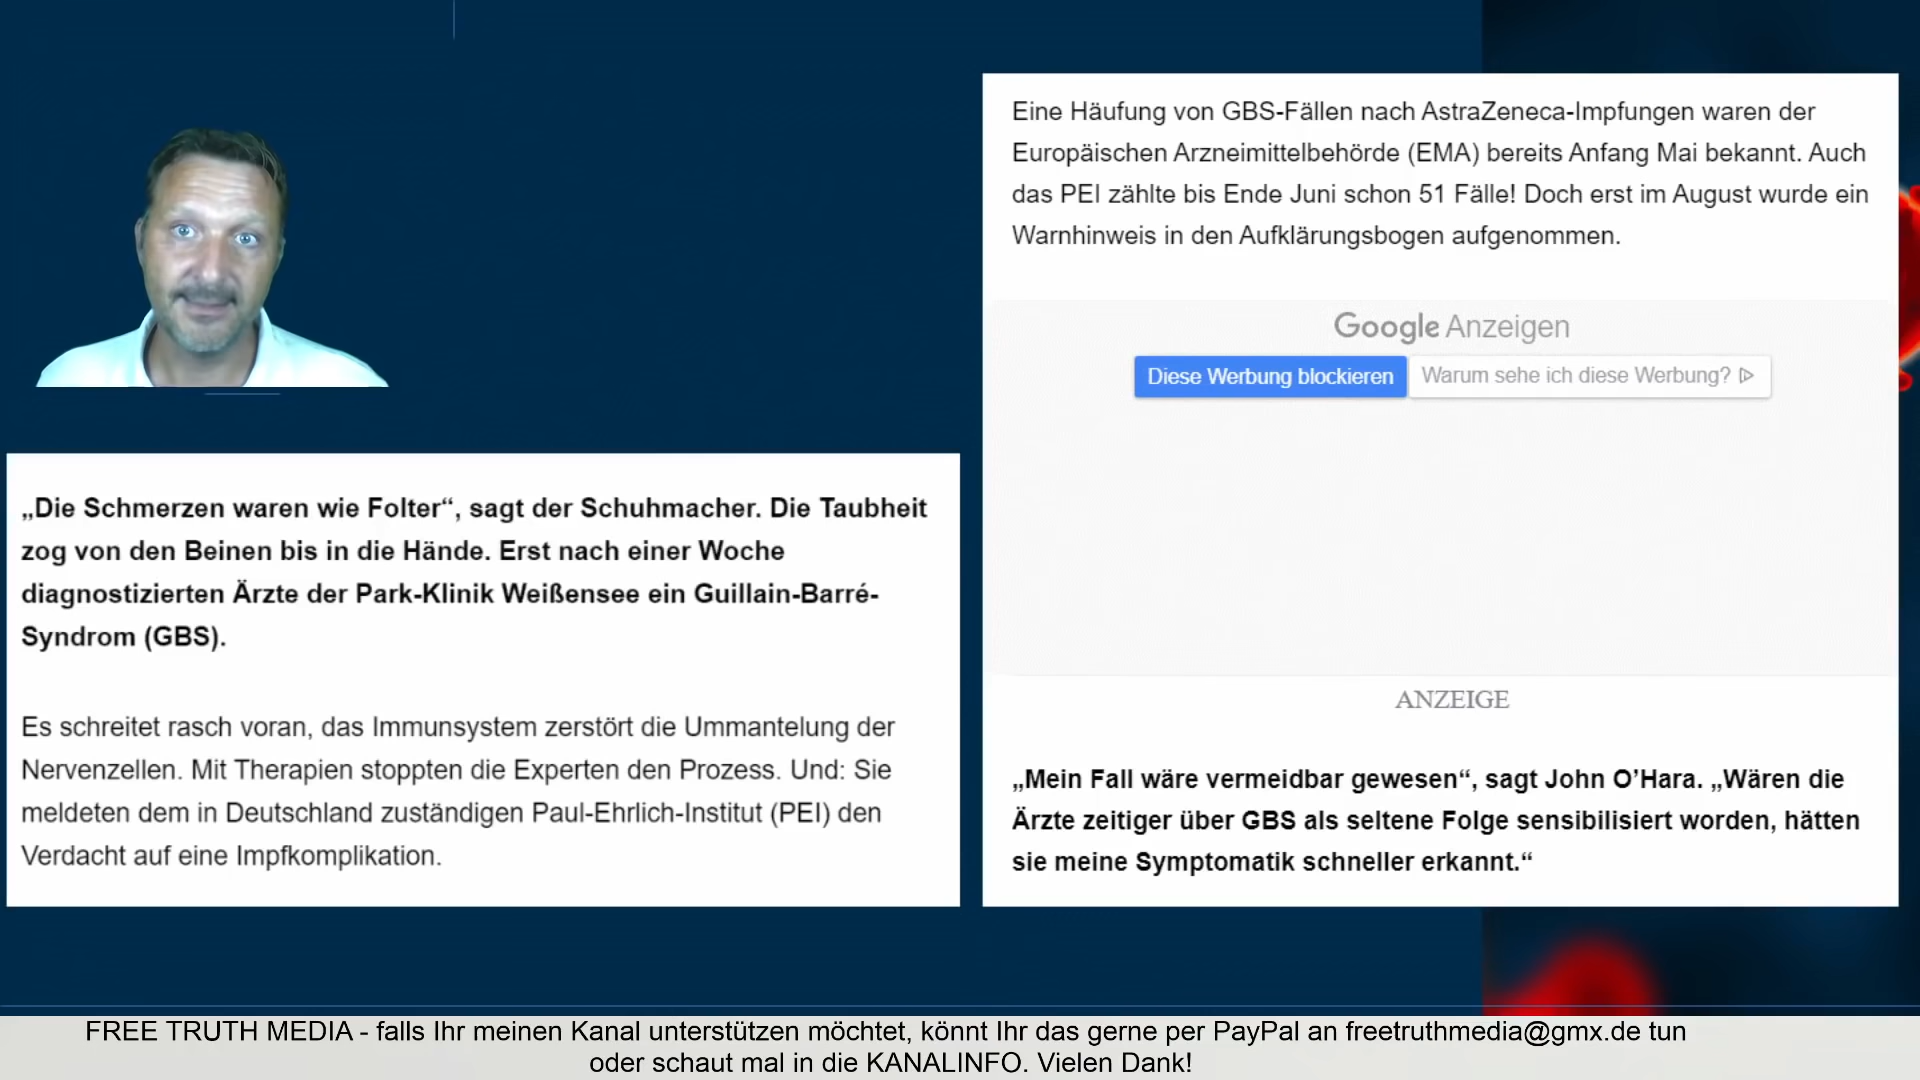 „Die Schmerzen waren wie Folter“, sagt der Schuhmacher. Die Taubheit
zog von den Beinen bis in die Hände. Erst nach einer Woche
diagnostizierten Ärzte der Park-Klinik Weißensee ein Guillain-Barré-
Syndrom (GBS).
Es schreitet rasch voran, das Immunsystem zerstört die Ummantelung der
Nervenzellen. Mit Therapien stoppten die Experten den Prozess. Und: Sie
meldeten dem in Deutschland zuständigen Paul-Ehrlich-Institut (PEI) den
Verdacht auf eine Impfkomplikation.
Eine Häufung von GBS-Fällen nach AstraZeneca-Impfungen waren der
Europäischen Arzneimittelbehörde (EMA) bereits Anfang Mai bekannt. Auch
das PEI zählte bis Ende Juni schon 51 Fälle! Doch erst im August wurde ein
Warnhinweis in den Aufklärungsbogen aufgenommen.
Google Anzeigen
Diese Werbung blockieren
Warum sehe ich diese Werbung?
ANZEIGE
„Mein Fall wäre vermeidbar gewesen“, sagt John O’Hara. „Wären die
Ärzte zeitiger über GBS als seltene Folge sensibilisiert worden, hätten
sie meine Symptomatik schneller erkannt.“
FREE TRUTH MEDIA - falls Ihr meinen Kanal unterstützen möchtet, könnt Ihr das gerne per PayPal an freetruthmedia@gmx.de tun
oder schaut mal in die KANALINFO. Vielen Dank!